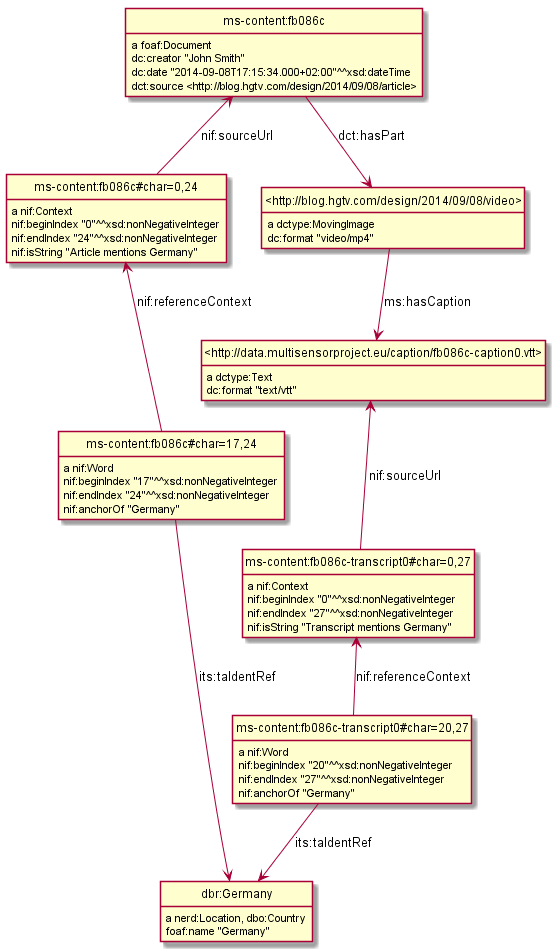 ms-content:fb086c
a foaf:Document
dc:creator "John Smith"
dc:date "2014-09-08T17:15:34.000+02:00"^^xsd:dateTime
dct:source <http://blog.hgtv.com/design/2014/09/08/article>
nif:sourceUrl
dct:hasPart
ms-content:fb086c#char=0,24
a nif:Context
nif:beginIndex "0"^^xsd:nonNegativeInteger
nif:endIndex "24"^^xsd:nonNegativeInteger
nif:isString "Article mentions Germany"
<http://blog.hgtv.com/design/2014/09/08/video>
a dctype:MovingImage
dc:format "video/mp4"
nif:referenceContext
ms:hasCaption
<http://data.multisensorproject.eu/caption/fb086c-caption0.vtt>
a dctype:Text
dc:format "text/vtt"
ms-content:fb086c#char=17,24
a nif:Word
nif:beginIndex "17"^^xsd:nonNegativeInteger
nif:endIndex "24"^^xsd:nonNegativeInteger
nif:anchorOf "Germany"
nif:sourceUrl
ms-content:fb086c-transcript0#char=0,27
a nif:Context
nif:beginIndex "0"^^xsd:nonNegativeInteger
nif:endIndex "27"^^xsd:nonNegativeInteger
nif:isString "Transcript mentions Germany"
its:taIdentRef
nif:referenceContext
ms-content:fb086c-transcript0#char=20,27
a nif:Word
nif:beginIndex "20"^^xsd:nonNegativeInteger
nif:endIndex "27"^^xsd:nonNegativeInteger
nif:anchorOf "Germany"
its:taIdentRef
dbr:Germany
a nerd:Location, dbo:Country
foaf:name "Germany"